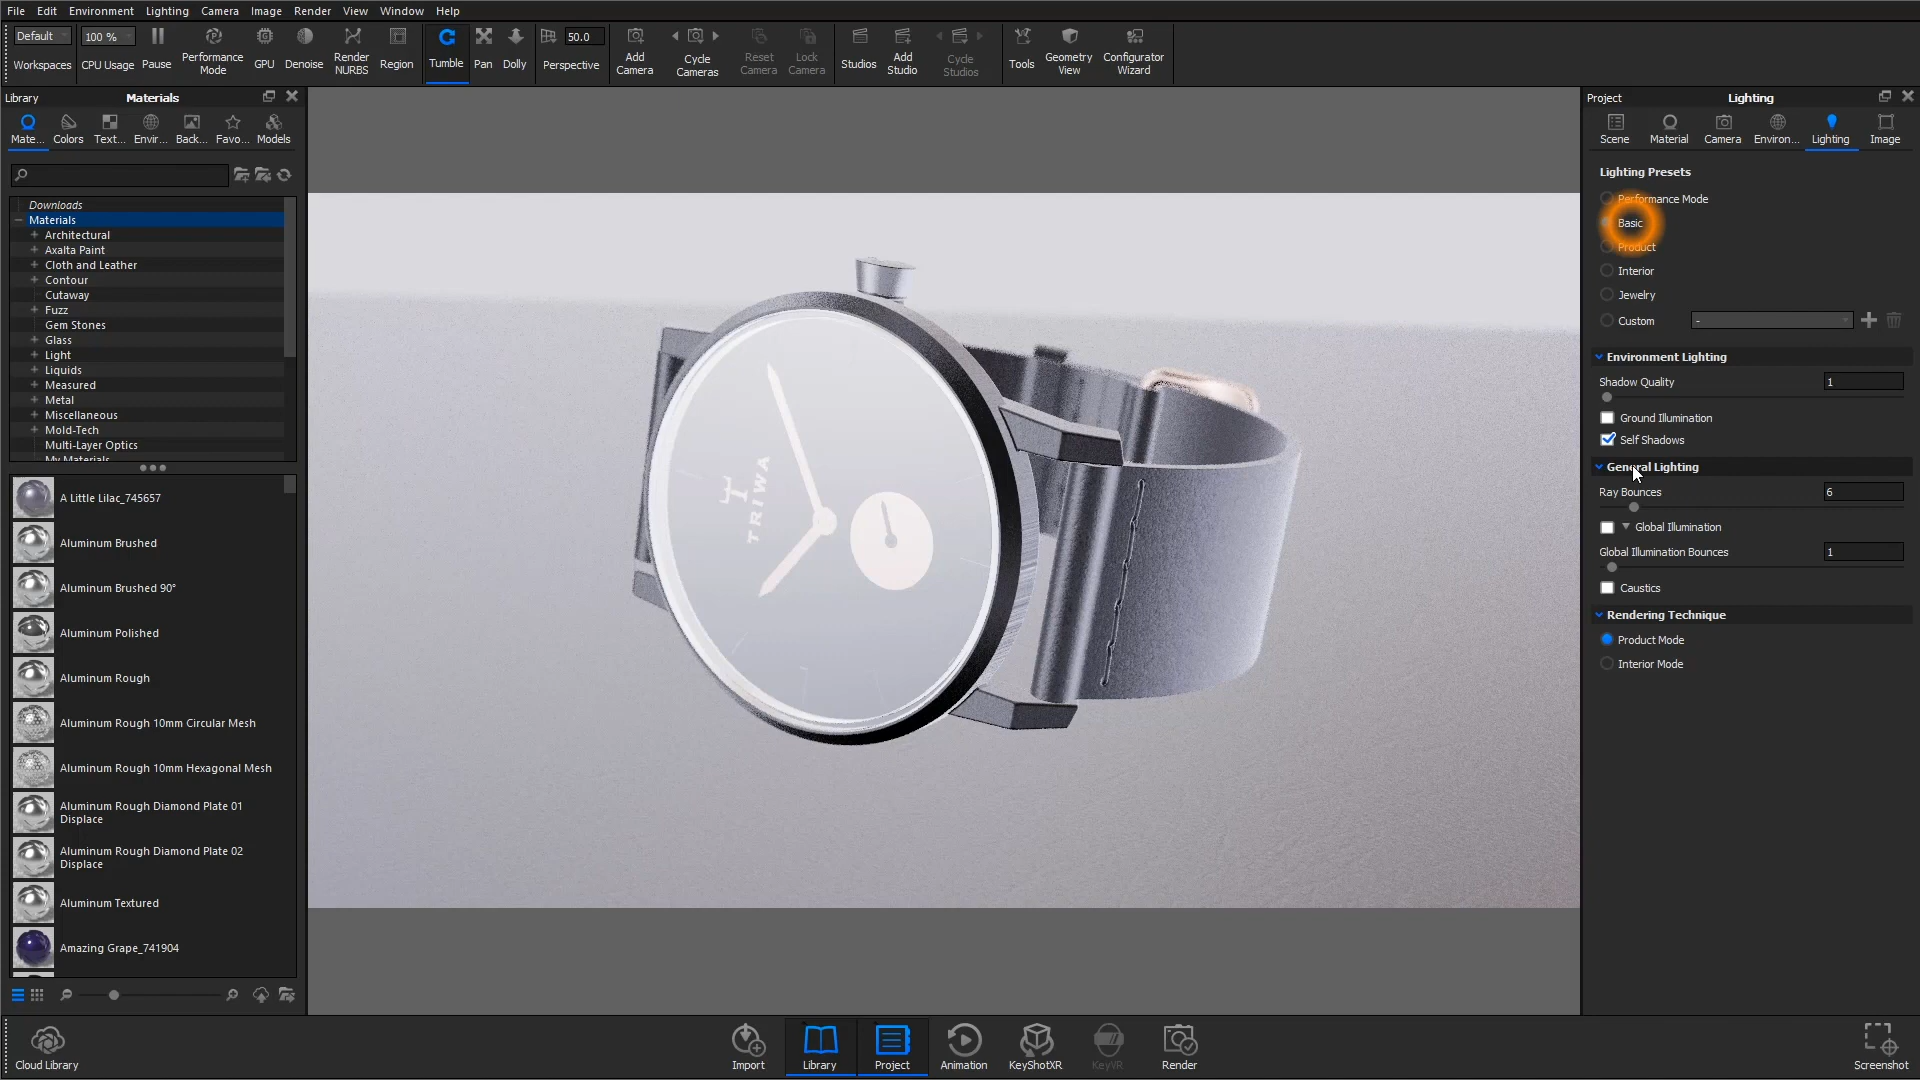 File Edit Environment Lighting Camera Image Render View Window Help
Default 100 % 50.0
Workspaces CPU Usage Pause Performance Mode GPU Denoise Render NURBS Region Tumble Pan Dolly Perspective Add Camera Cycle Cameras Reset Camera Lock Camera Studios Add Studio Cycle Studios Tools Geometry View Configurator Wizard
Library Materials
Mate... Colors Text... Envir... Back... Favo... Models
Downloads
Materials
Architectural
Axalta Paint
Cloth and Leather
Contour
Cutaway
Fuzz
Gem Stones
Glass
Light
Liquids
Measured
Metal
Miscellaneous
Mold-Tech
Multi-Layer Optics
My Materials
A Little Lilac_745657
Aluminum Brushed
Aluminum Brushed 90°
Aluminum Polished
Aluminum Rough
Aluminum Rough 10mm Circular Mesh
Aluminum Rough 10mm Hexagonal Mesh
Aluminum Rough Diamond Plate 01
Displace
Aluminum Rough Diamond Plate 02
Displace
Aluminum Textured
Amazing Grape_741904
TRIWA
Project Lighting
Scene Material Camera Environ... Lighting Image
Lighting Presets
Performance Mode
Basic
Product
Interior
Jewelry
Custom -
Environment Lighting
Shadow Quality 1
Ground Illumination
Self Shadows
General Lighting
Ray Bounces 6
Global Illumination
Global Illumination Bounces 1
Caustics
Rendering Technique
Product Mode
Interior Mode
Cloud Library Import Library Project Animation KeyShotXR KeyVR Render Screenshot